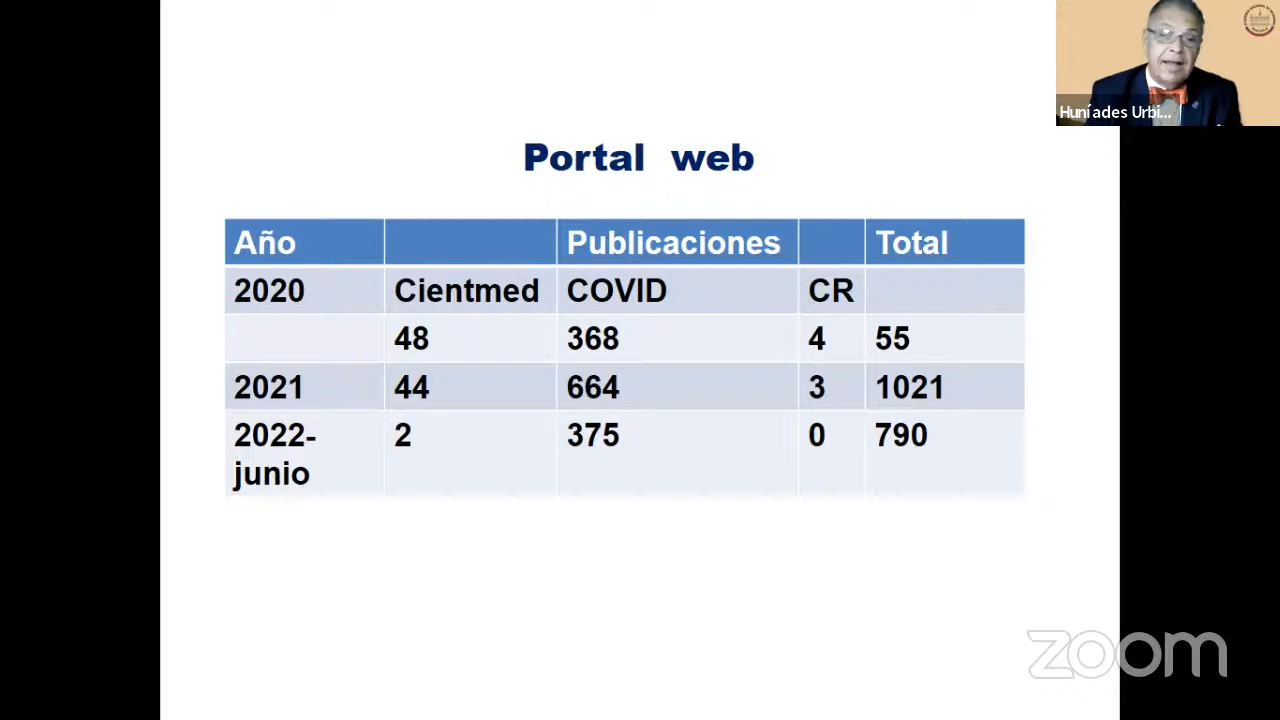 Huníades Urbi...
Portal web
Año Publicaciones Total
2020 Cientmed COVID CR
48 368 4 55
2021 44 664 3 1021
2022- 2 375 0 790
junio
zoom